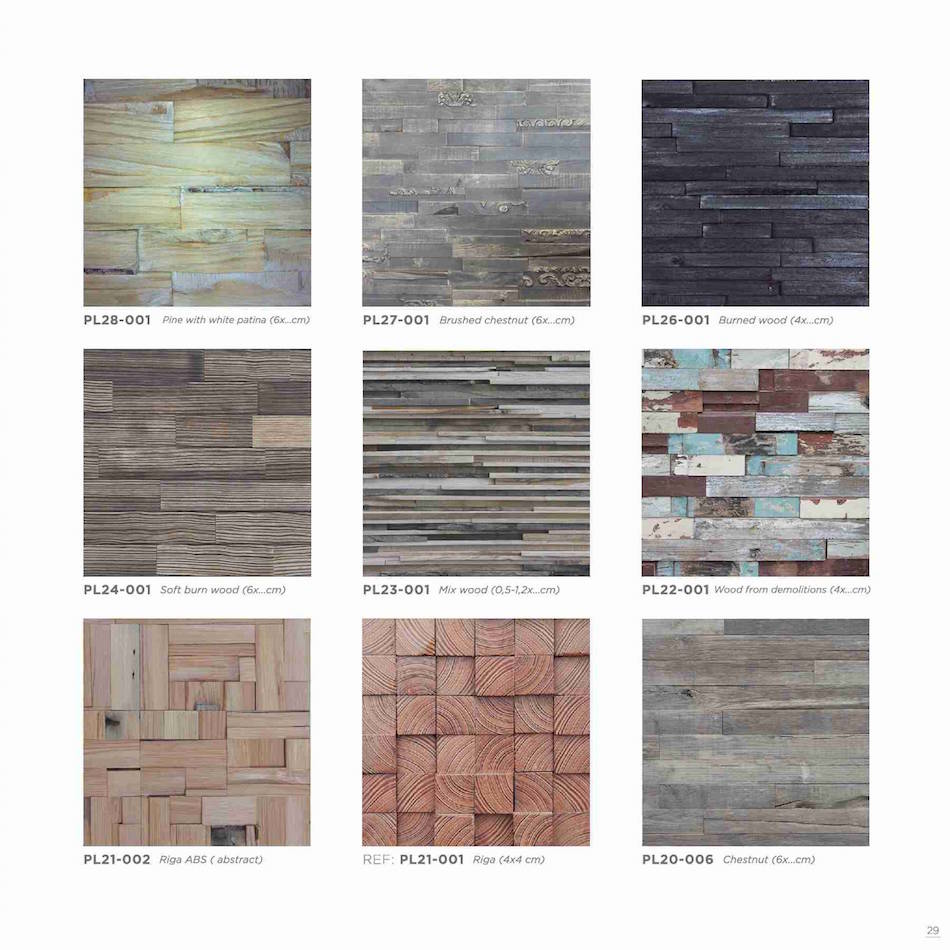 PL28-001 Pine with white patina (6x...cm)
PL27-001 Brushed chestnut (6x...cm)
PL26-001 Burned wood (4x...cm)
PL24-001 Soft burn wood (6x...cm)
PL23-001 Mix wood (0,5-1,2x...cm)
PL22-001 Wood from demolitions (4x...cm)
PL21-002 Riga ABS ( abstract)
REF: PL21-001 Riga (4x4 cm)
PL20-006 Chestnut (6x...cm)
29